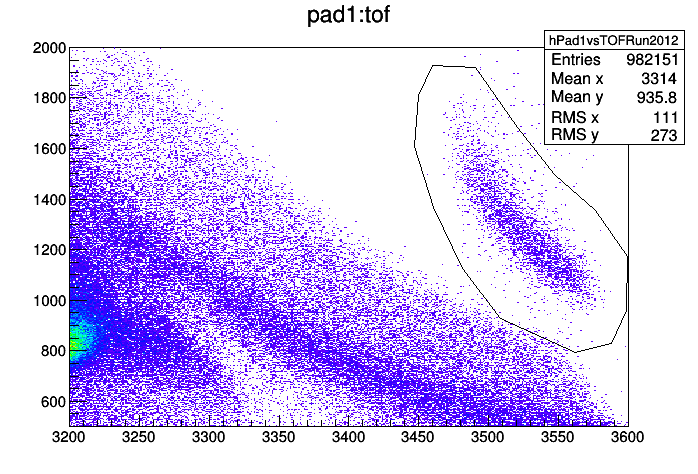 pad1:tof
hPad1vsTOFRun2012
Entries 982151
Mean x 3314
Mean y 935.8
RMS x 111
RMS y 273
2000
1800
1600
1400
1200
1000
800
600
3200 3250 3300 3350 3400 3450 3500 3550 3600